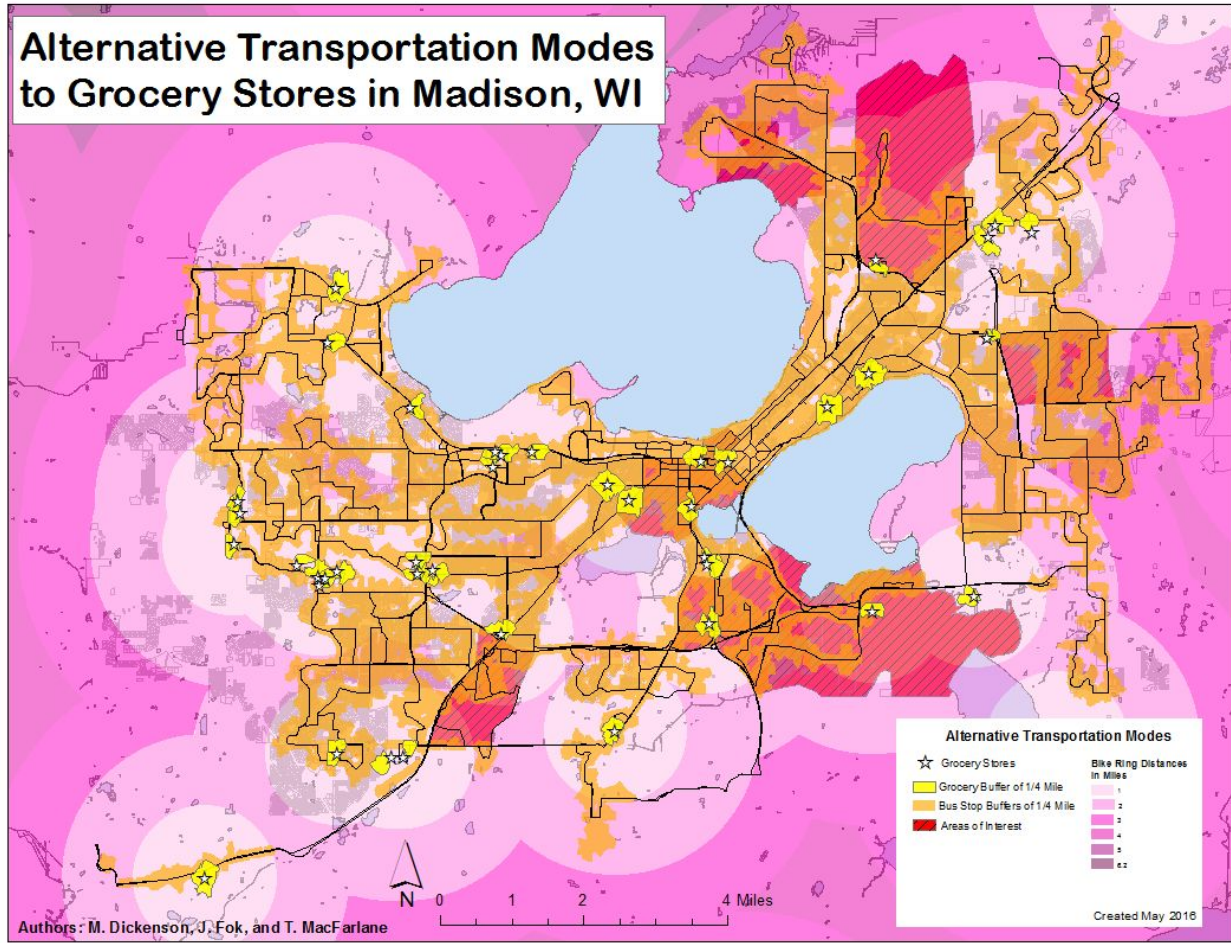 Alternative Transportation Modes
to Grocery Stores in Madison, WI
Alternative Transportation Modes
Grocery Stores
Grocery Buffer of 1/4 Mile
Bus Stop Buffers of 1/4 Mile
Areas of Interest
Bike Ring Distances
in Miles
1
2
3
4
5
6.2
N
0 1 2 4 Miles
Authors: M. Dickenson, J. Fok, and T. MacFarlane
Created May 2016